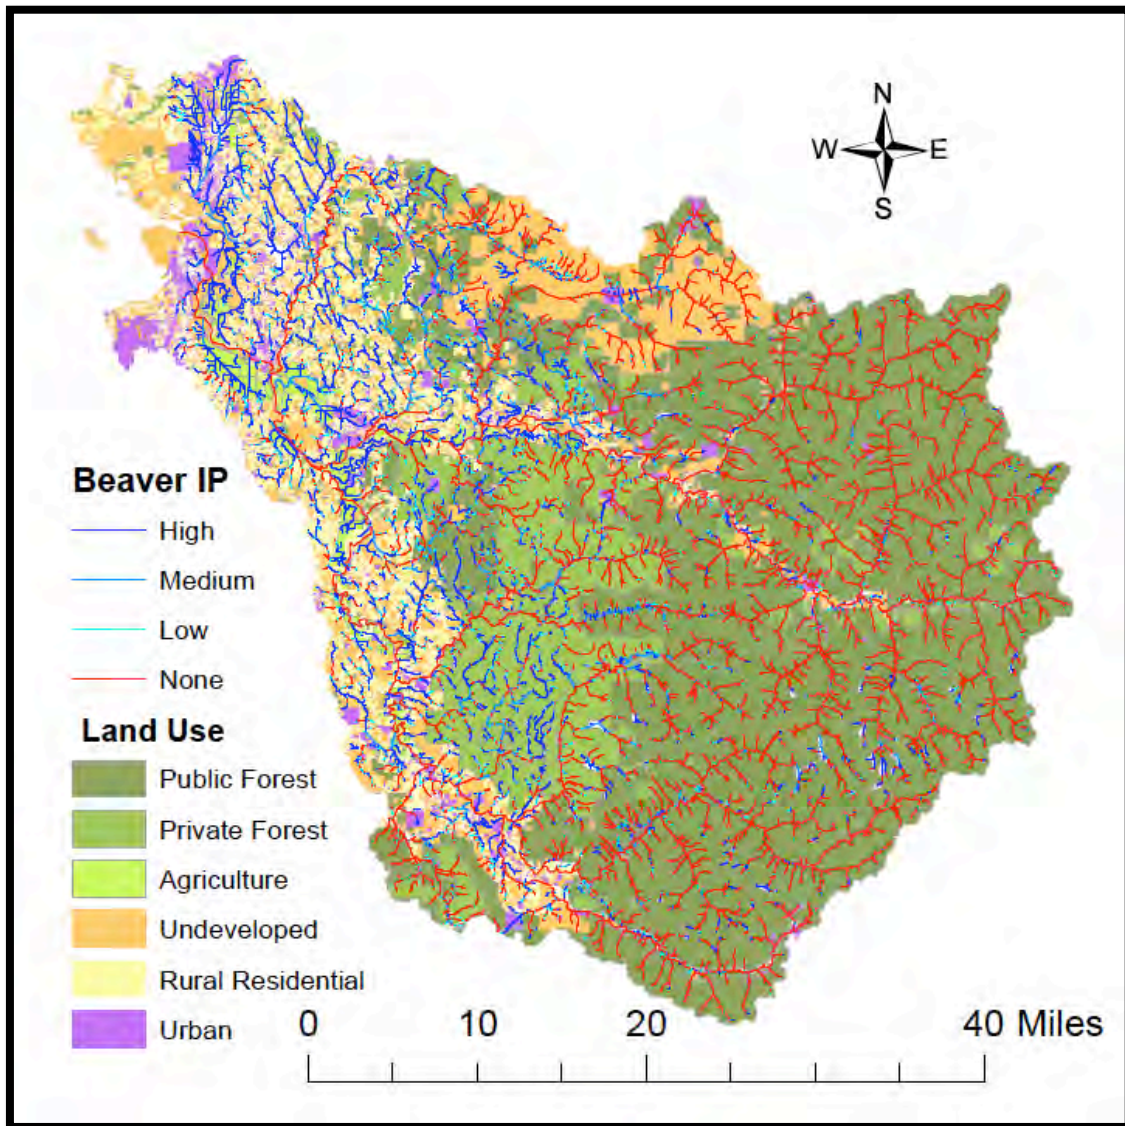 N
W E
S
Beaver IP
High
Medium
Low
None
Land Use
Public Forest
Private Forest
Agriculture
Undeveloped
Rural Residential
Urban
0 10 20 40 Miles